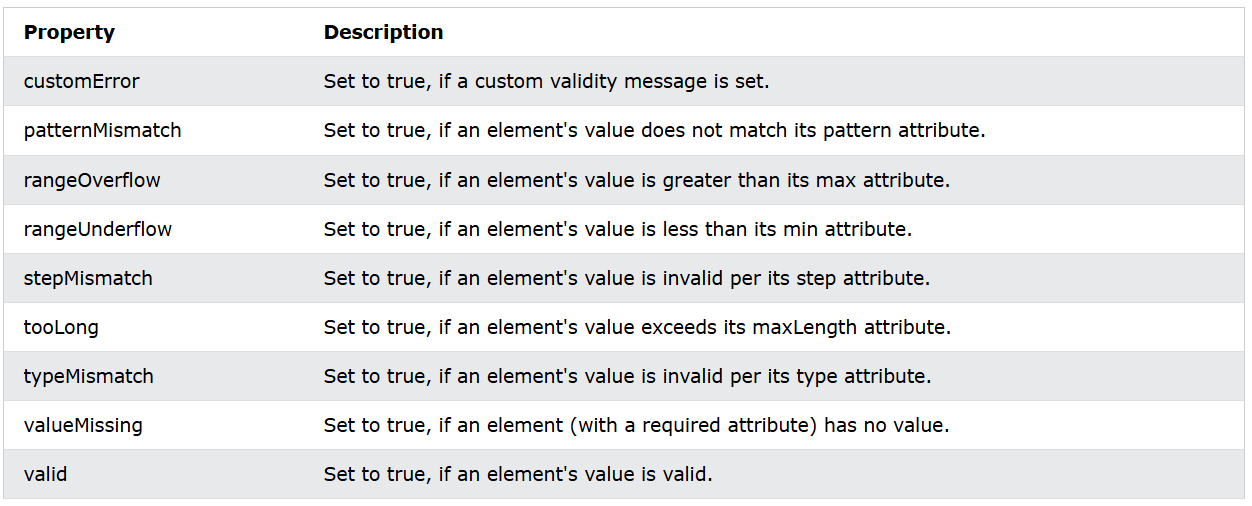 Property Description
customError Set to true, if a custom validity message is set.
patternMismatch Set to true, if an element's value does not match its pattern attribute.
rangeOverflow Set to true, if an element's value is greater than its max attribute.
rangeUnderflow Set to true, if an element's value is less than its min attribute.
stepMismatch Set to true, if an element's value is invalid per its step attribute.
tooLong Set to true, if an element's value exceeds its maxLength attribute.
typeMismatch Set to true, if an element's value is invalid per its type attribute.
valueMissing Set to true, if an element (with a required attribute) has no value.
valid Set to true, if an element's value is valid.